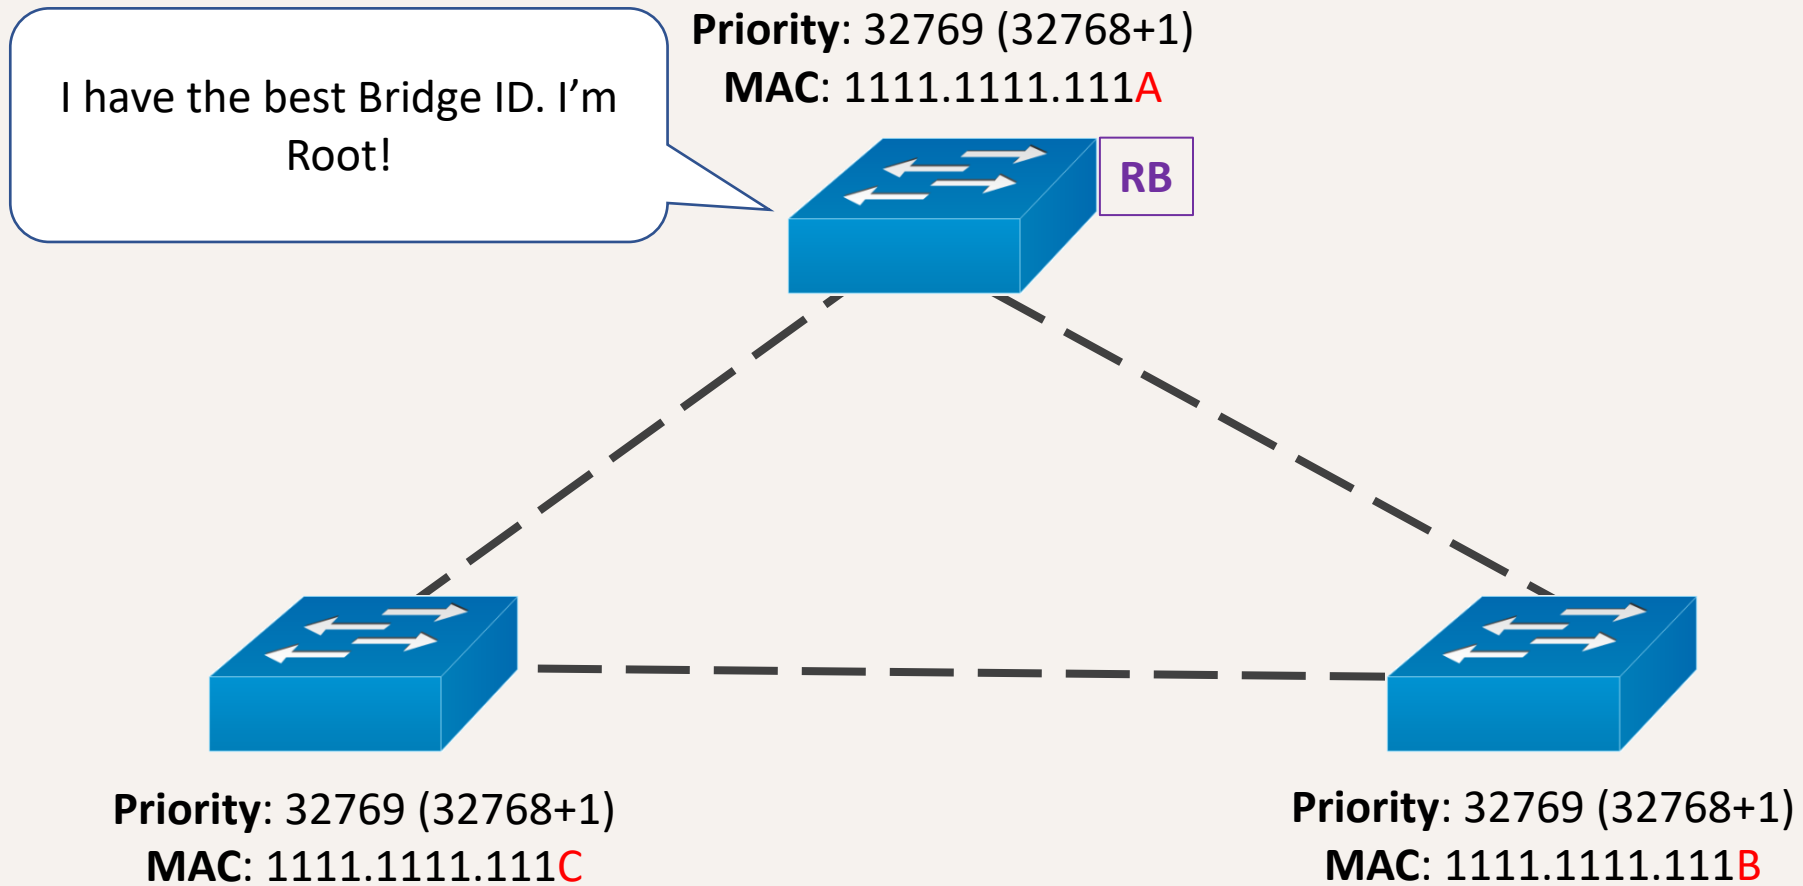 I have the best Bridge ID. I’m
Root!
Priority: 32769 (32768+1)
MAC: 1111.1111.111A
RB
Priority: 32769 (32768+1)
MAC: 1111.1111.111C
Priority: 32769 (32768+1)
MAC: 1111.1111.111B